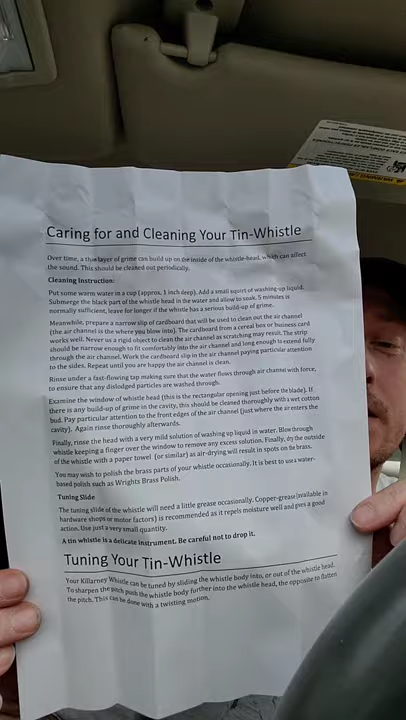 Caring for and Cleaning Your Tin-Whistle
Over time, a thin layer of grime can build up on the inside of the whistle-head, which can affect
the sound. This should be cleaned out periodically.
Cleaning Instruction:
Put some warm water in a cup (approx, 1 inch deep). Add a small squirt of washing-up liquid.
Submerge the black part of the whistle head in the water and allow to soak. 5 minutes is
normally sufficient, leave for longer if the whistle has a serious build-up of grime.
Meanwhile, prepare a narrow slip of cardboard that will be used to clean out the air channel
(the air channel is the where you blow into). The cardboard from a cereal box or business card
works well. Never us a rigid object to clean the air channel as scratching may result. The strip
should be narrow enough to fit comfortably into the air channel and long enough to extend fully
through the air channel. Work the cardboard slip in the air channel paying particular attention
to the sides. Repeat until you are happy the air channel is clean.
Rinse under a fast-flowing tap making sure that the water flows through air channel with force,
to ensure that any dislodged particles are washed through.
Examine the window of whistle head (this is the rectangular opening just before the blade). If
there is any build-up of grime in the cavity, this should be cleaned thoroughly with a wet cotton
bud. Pay particular attention to the front edges of the air channel (just where the air enters the
cavity). Again rinse thoroughly afterwards.
Finally, rinse the head with a very mild solution of washing up liquid in water. Blow through
whistle keeping a finger over the window to remove any excess solution. Finally, dry the outside
of the whistle with a paper towel (or similar) as air-drying will result in spots on the brass.
You may wish to polish the brass parts of your whistle occasionally. It is best to use a water-
based polish such as Wrights Brass Polish.
Tuning Slide
The tuning slide of the whistle will need a little grease occasionally. Copper-grease (available in
hardware shops or motor factors) is recommended as it repels moisture well and gives a good
action. Use just a very small quantity.
A tin whistle is a delicate instrument. Be careful not to drop it.
Tuning Your Tin-Whistle
Your Killarney Whistle can be tuned by sliding the whistle body into, or out of the whistle head.
To sharpen the pitch push the whistle body further into the whistle head, the opposite to flatten
the pitch. This can be done with a twisting motion.